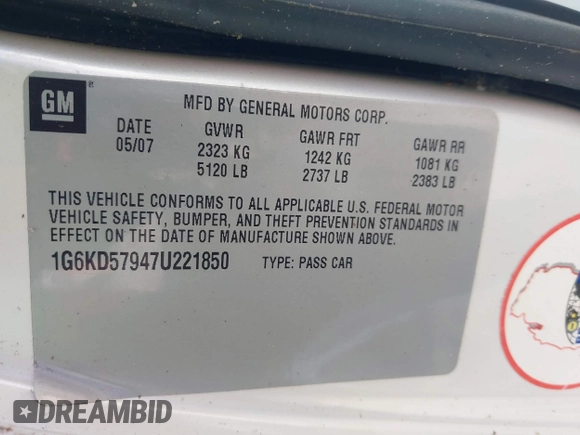 GM
MFD BY GENERAL MOTORS CORP.
DATE GVWR GAWR FRT GAWR RR
05/07 2323 KG 1242 KG 1081 KG
5120 LB 2737 LB 2383 LB
THIS VEHICLE CONFORMS TO ALL APPLICABLE U.S. FEDERAL MOTOR
VEHICLE SAFETY, BUMPER, AND THEFT PREVENTION STANDARDS IN
EFFECT ON THE DATE OF MANUFACTURE SHOWN ABOVE.
1G6KD57947U221850 TYPE: PASS CAR
DREAMBID